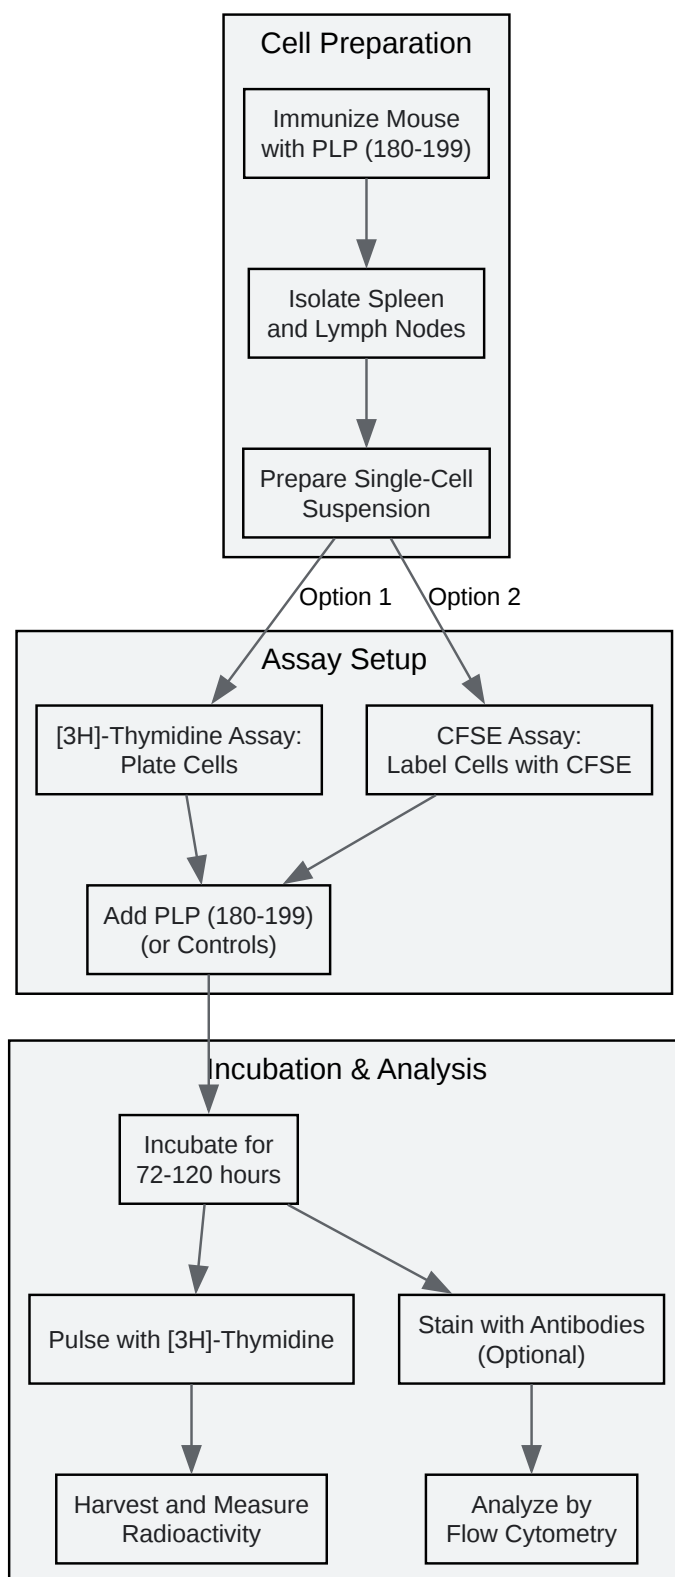 Cell Preparation
Immunize Mouse
with PLP (180-199)
Isolate Spleen
and Lymph Nodes
Prepare Single-Cell
Suspension
Option 1
Option 2
Assay Setup
[3H]-Thymidine Assay:
Plate Cells
CFSE Assay:
Label Cells with CFSE
Add PLP (180-199)
(or Controls)
Incubation & Analysis
Incubate for
72-120 hours
Pulse with [3H]-Thymidine
Stain with Antibodies
(Optional)
Harvest and Measure
Radioactivity
Analyze by
Flow Cytometry